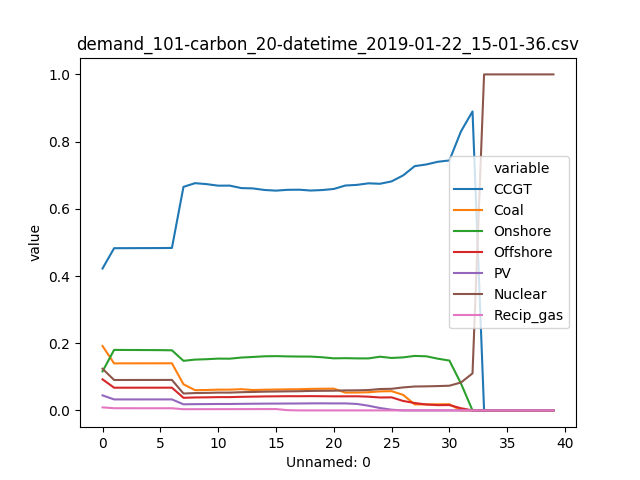 demand_101-carbon_20-datetime_2019-01-22_15-01-36.csv
1.0
0.8
0.6
0.4
0.2
0.0
value
variable
CCGT
Coal
Onshore
Offshore
PV
Nuclear
Recip_gas
0 5 10 15 20 25 30 35 40
Unnamed: 0